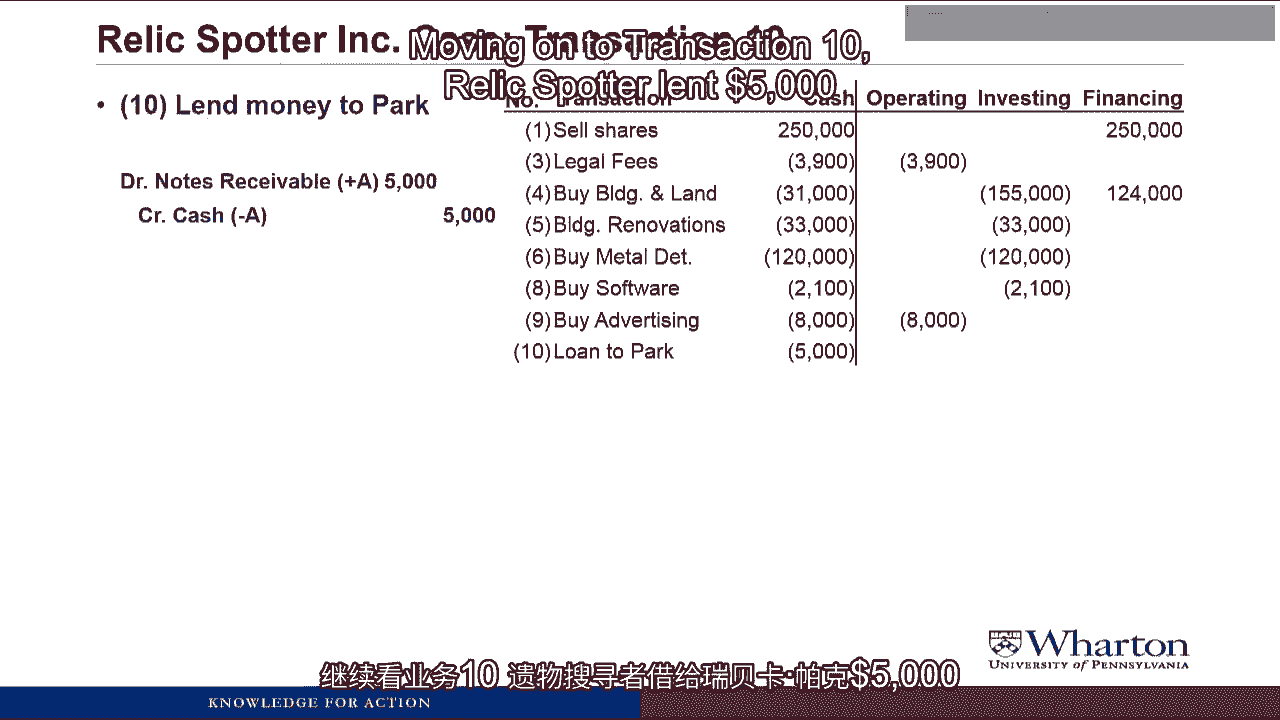 Relic Spotter Inc. Case: Transaction 10
Moving on to Transaction 10,
Relic Spotter lent $5,000
• (10) Lend money to Park
Dr. Notes Receivable (+A) 5,000
Cr. Cash (-A) 5,000
No. Transaction Cash Operating Investing Financing
(1) Sell shares 250,000 250,000
(3) Legal Fees (3,900) (3,900)
(4) Buy Bldg. & Land (31,000) (155,000) 124,000
(5) Bldg. Renovations (33,000) (33,000)
(6) Buy Metal Det. (120,000) (120,000)
(8) Buy Software (2,100) (2,100)
(9) Buy Advertising (8,000) (8,000)
(10) Loan to Park (5,000)
Wharton
UNIVERSITY of PENNSYLVANIA
继续看业务10 遗物搜寻者借给瑞贝卡·帕克$5,000
KNOWLEDGE FOR ACTION